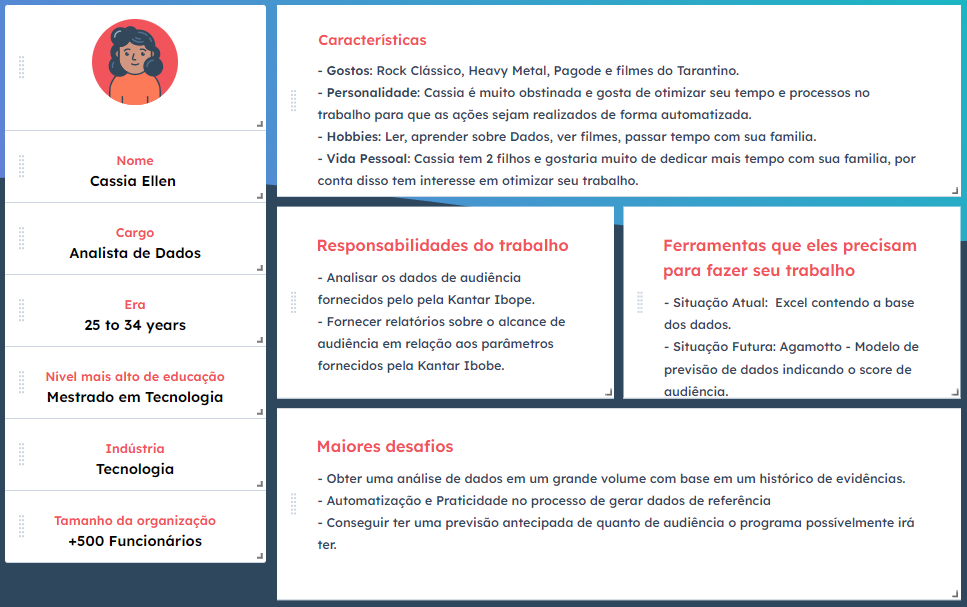 Nome
Cassia Ellen
Cargo
Analista de Dados
Era
25 to 34 years
Nível mais alto de educação
Mestrado em Tecnologia
Indústria
Tecnologia
Tamanho da organização
+500 Funcionários
Características
- Gostos: Rock Clássico, Heavy Metal, Pagode e filmes do Tarantino.
- Personalidade: Cassia é muito obstinada e gosta de otimizar seu tempo e processos no
trabalho para que as ações sejam realizados de forma automatizada.
- Hobbies: Ler, aprender sobre Dados, ver filmes, passar tempo com sua familia.
- Vida Pessoal: Cassia tem 2 filhos e gostaria muito de dedicar mais tempo com sua familia, por
conta disso tem interesse em otimizar seu trabalho.
Responsabilidades do trabalho
- Analisar os dados de audiência
fornecidos pelo pela Kantar Ibope.
- Fornecer relatórios sobre o alcance de
audiência em relação aos parâmetros
fornecidos pela Kantar Ibobe.
Ferramentas que eles precisam
para fazer seu trabalho
- Situação Atual:  Excel contendo a base
dos dados.
- Situação Futura: Agamotto - Modelo de
previsão de dados indicando o score de
audiência.
Maiores desafios
- Obter uma análise de dados em um grande volume com base em um histórico de evidências.
- Automatização e Praticidade no processo de gerar dados de referência
- Conseguir ter uma previsão antecipada de quanto de audiência o programa possivelmente irá
ter.